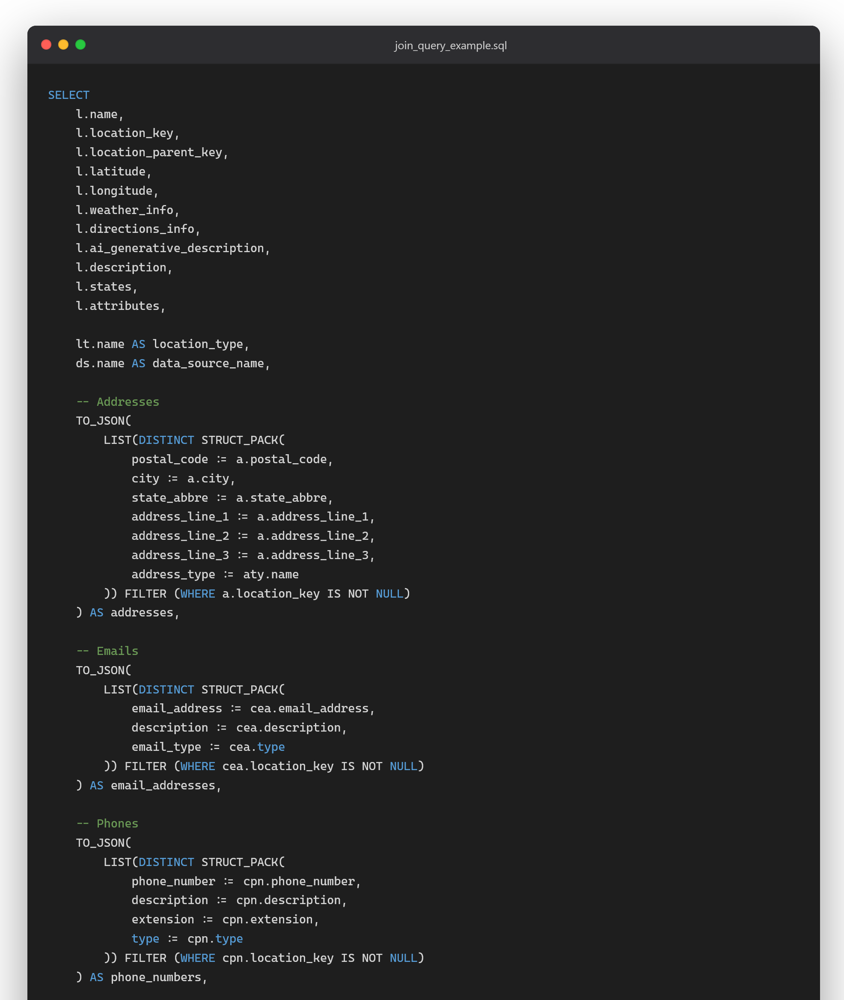 join_query_example.sql
SELECT
    l.name,
    l.location_key,
    l.location_parent_key,
    l.latitude,
    l.longitude,
    l.weather_info,
    l.directions_info,
    l.ai_generative_description,
    l.description,
    l.states,
    l.attributes,

    lt.name AS location_type,
    ds.name AS data_source_name,

    -- Addresses
    TO_JSON(
        LIST(DISTINCT STRUCT_PACK(
            postal_code := a.postal_code,
            city := a.city,
            state_abbre := a.state_abbre,
            address_line_1 := a.address_line_1,
            address_line_2 := a.address_line_2,
            address_line_3 := a.address_line_3,
            address_type := aty.name
        )) FILTER (WHERE a.location_key IS NOT NULL)
    ) AS addresses,

    -- Emails
    TO_JSON(
        LIST(DISTINCT STRUCT_PACK(
            email_address := cea.email_address,
            description := cea.description,
            email_type := cea.type
        )) FILTER (WHERE cea.location_key IS NOT NULL)
    ) AS email_addresses,

    -- Phones
    TO_JSON(
        LIST(DISTINCT STRUCT_PACK(
            phone_number := cpn.phone_number,
            description := cpn.description,
            extension := cpn.extension,
            type := cpn.type
        )) FILTER (WHERE cpn.location_key IS NOT NULL)
    ) AS phone_numbers,